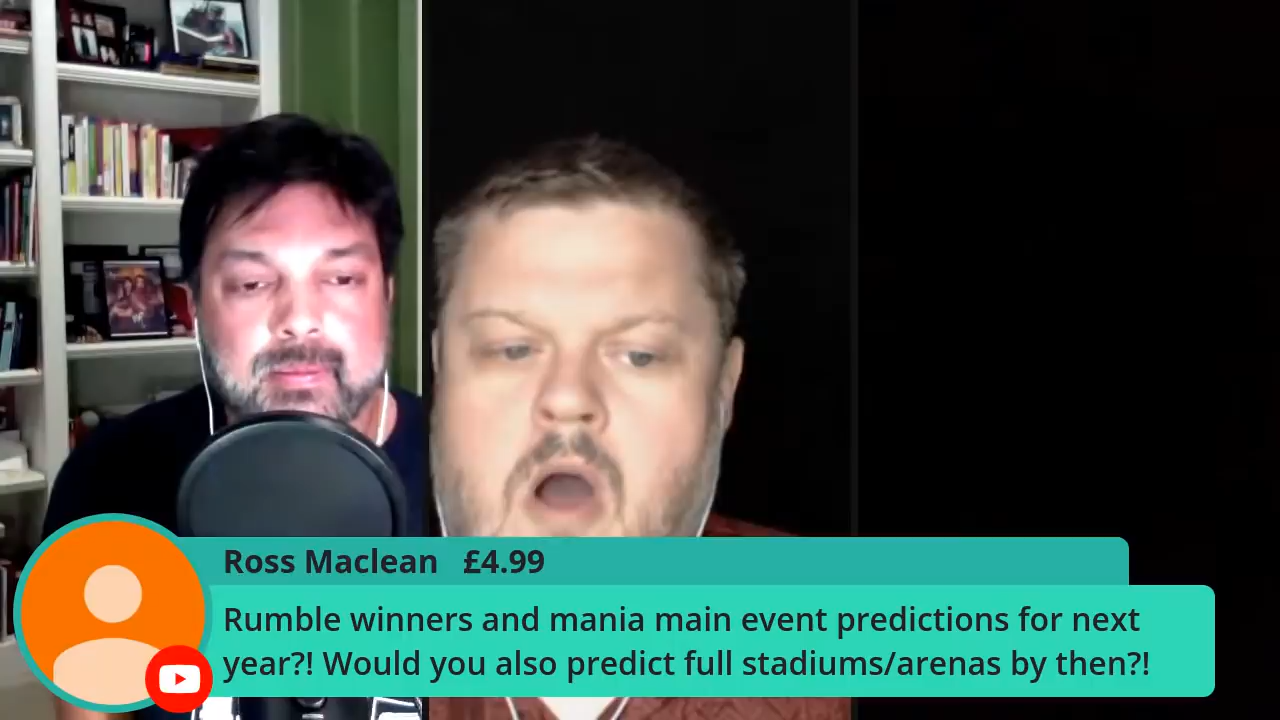 Ross Maclean £4.99
Rumble winners and mania main event predictions for next
year?! Would you also predict full stadiums/arenas by then?!